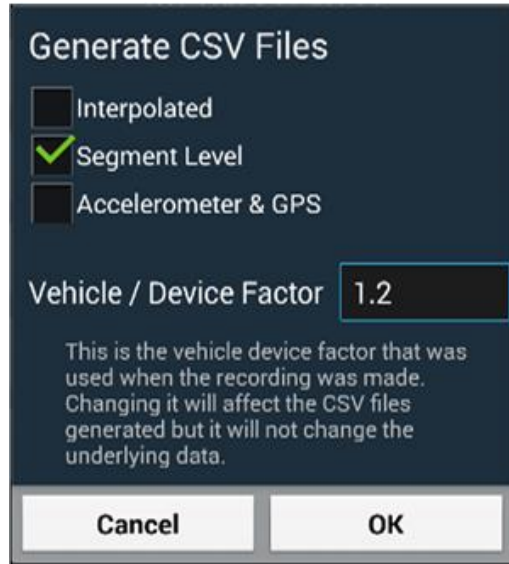 Generate CSV Files
Interpolated
Segment Level
Accelerometer & GPS
Vehicle / Device Factor 1.2
This is the vehicle device factor that was
used when the recording was made.
Changing it will affect the CSV files
generated but it will not change the
underlying data.
Cancel OK